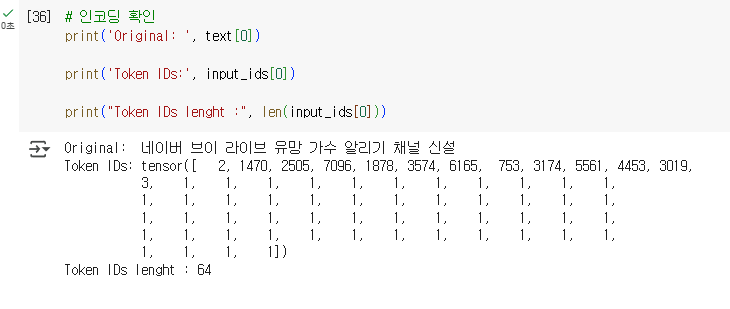 [36] # 인코딩 확인
0초
print('Original: ', text[0])
print('Token IDs:', input_ids[0])
print("Token IDs lenght :", len(input_ids[0]))
Original:  네이버 브이 라이브 유망 가수 알리기 채널 신설
Token IDs: tensor([   2, 1470, 2505, 7096, 1878, 3574, 6165,  753, 3174, 5561, 4453, 3019,
3,    1,    1,    1,    1,    1,    1,    1,    1,    1,    1,    1,
1,    1,    1,    1,    1,    1,    1,    1,    1,    1,    1,    1,
1,    1,    1,    1,    1,    1,    1,    1,    1,    1,    1,    1,
1,    1,    1,    1,    1,    1,    1,    1,    1,    1,    1,    1,
1,    1,    1,    1])
Token IDs lenght : 64